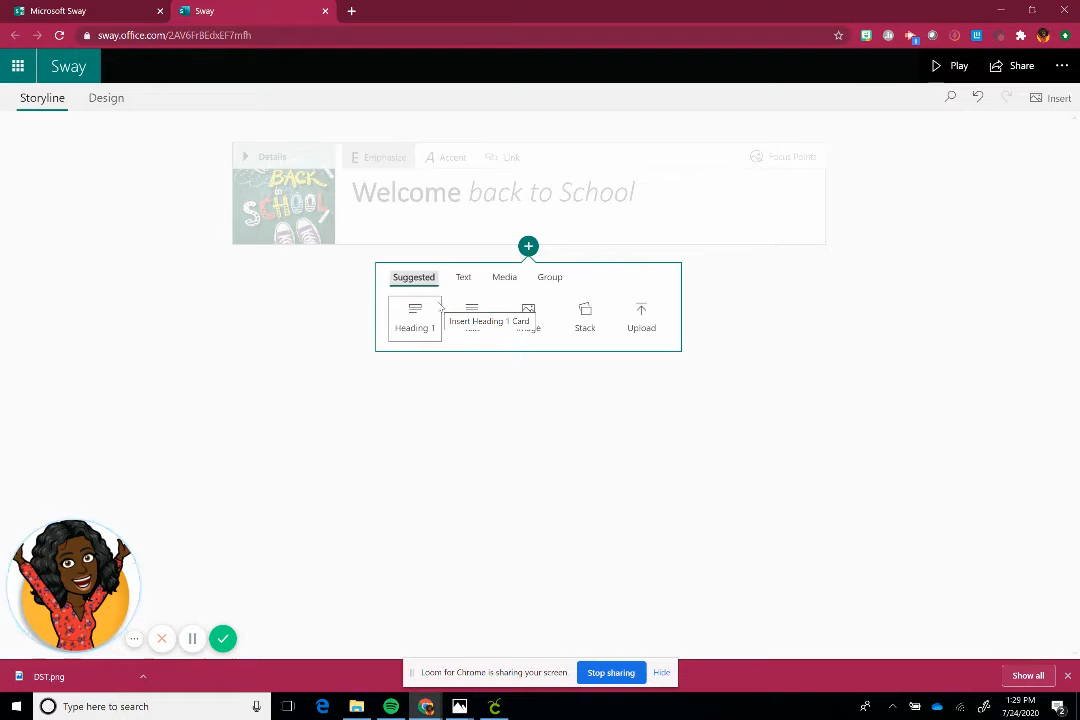 Microsoft Sway
Sway
sway.office.com/2AV6FrBEdxEF7mfh
Sway
Play
Share
Storyline
Design
Insert
Details
E Emphasize
A Accent
Link
Focus Points
BACK
SCHOOL
Welcome back to School
Suggested
Text
Media
Group
Heading 1
Insert Heading 1 Card
Stack
Upload
DST.png
Loom for Chrome is sharing your screen.
Stop sharing
Hide
Show all
Type here to search
1:29 PM
7/24/2020
2